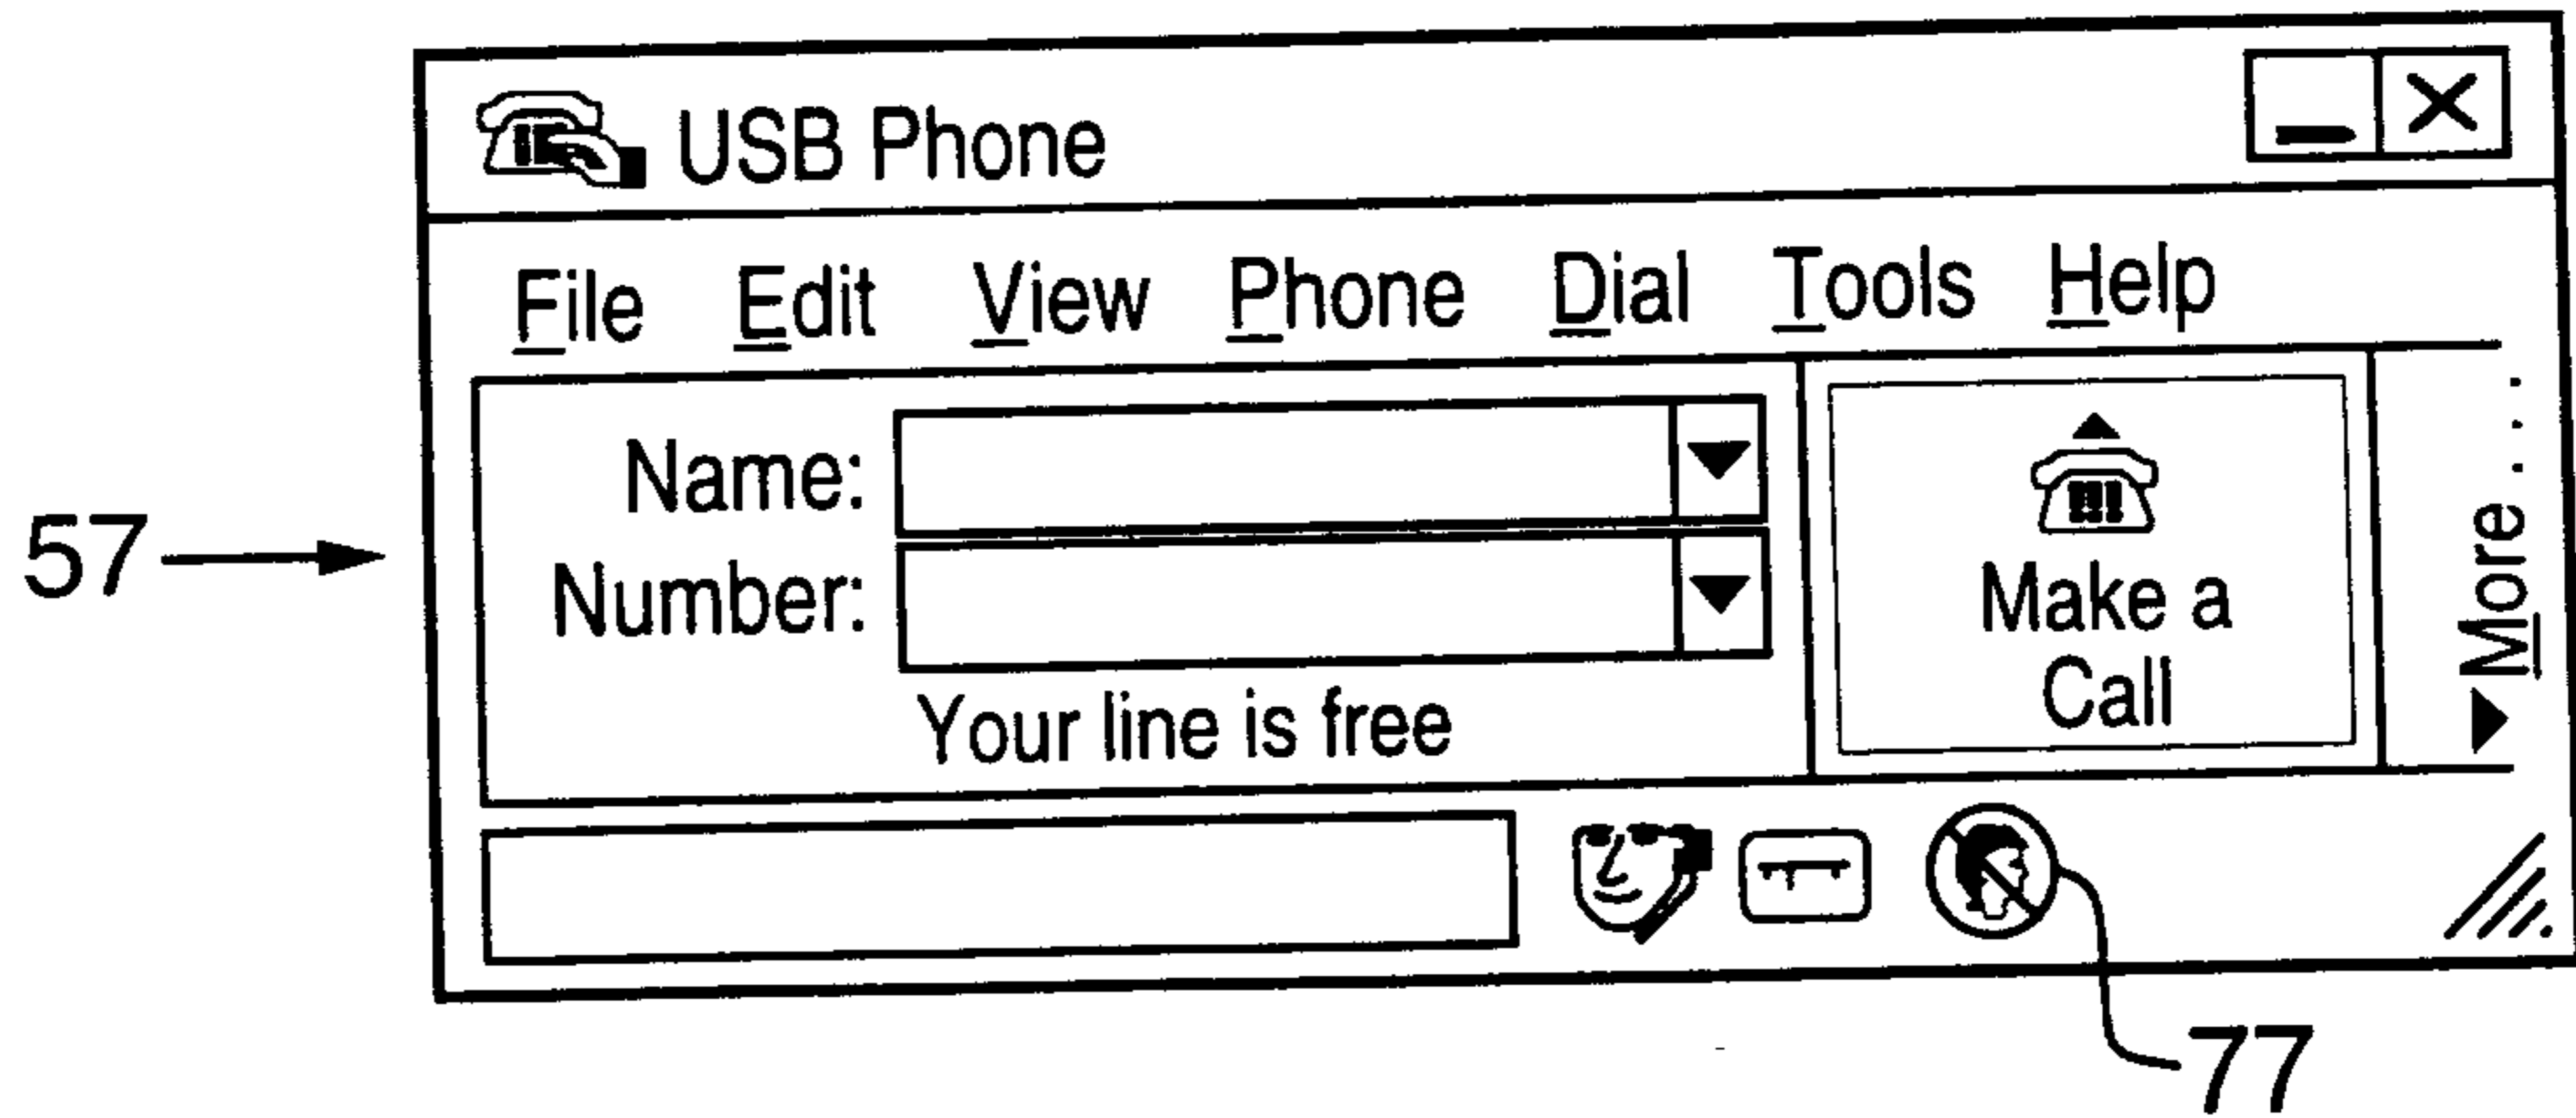 USB Phone
File Edit View Phone Dial Tools Help
Name:
Number:
Your line is free
Make a
Call
More....
57
77